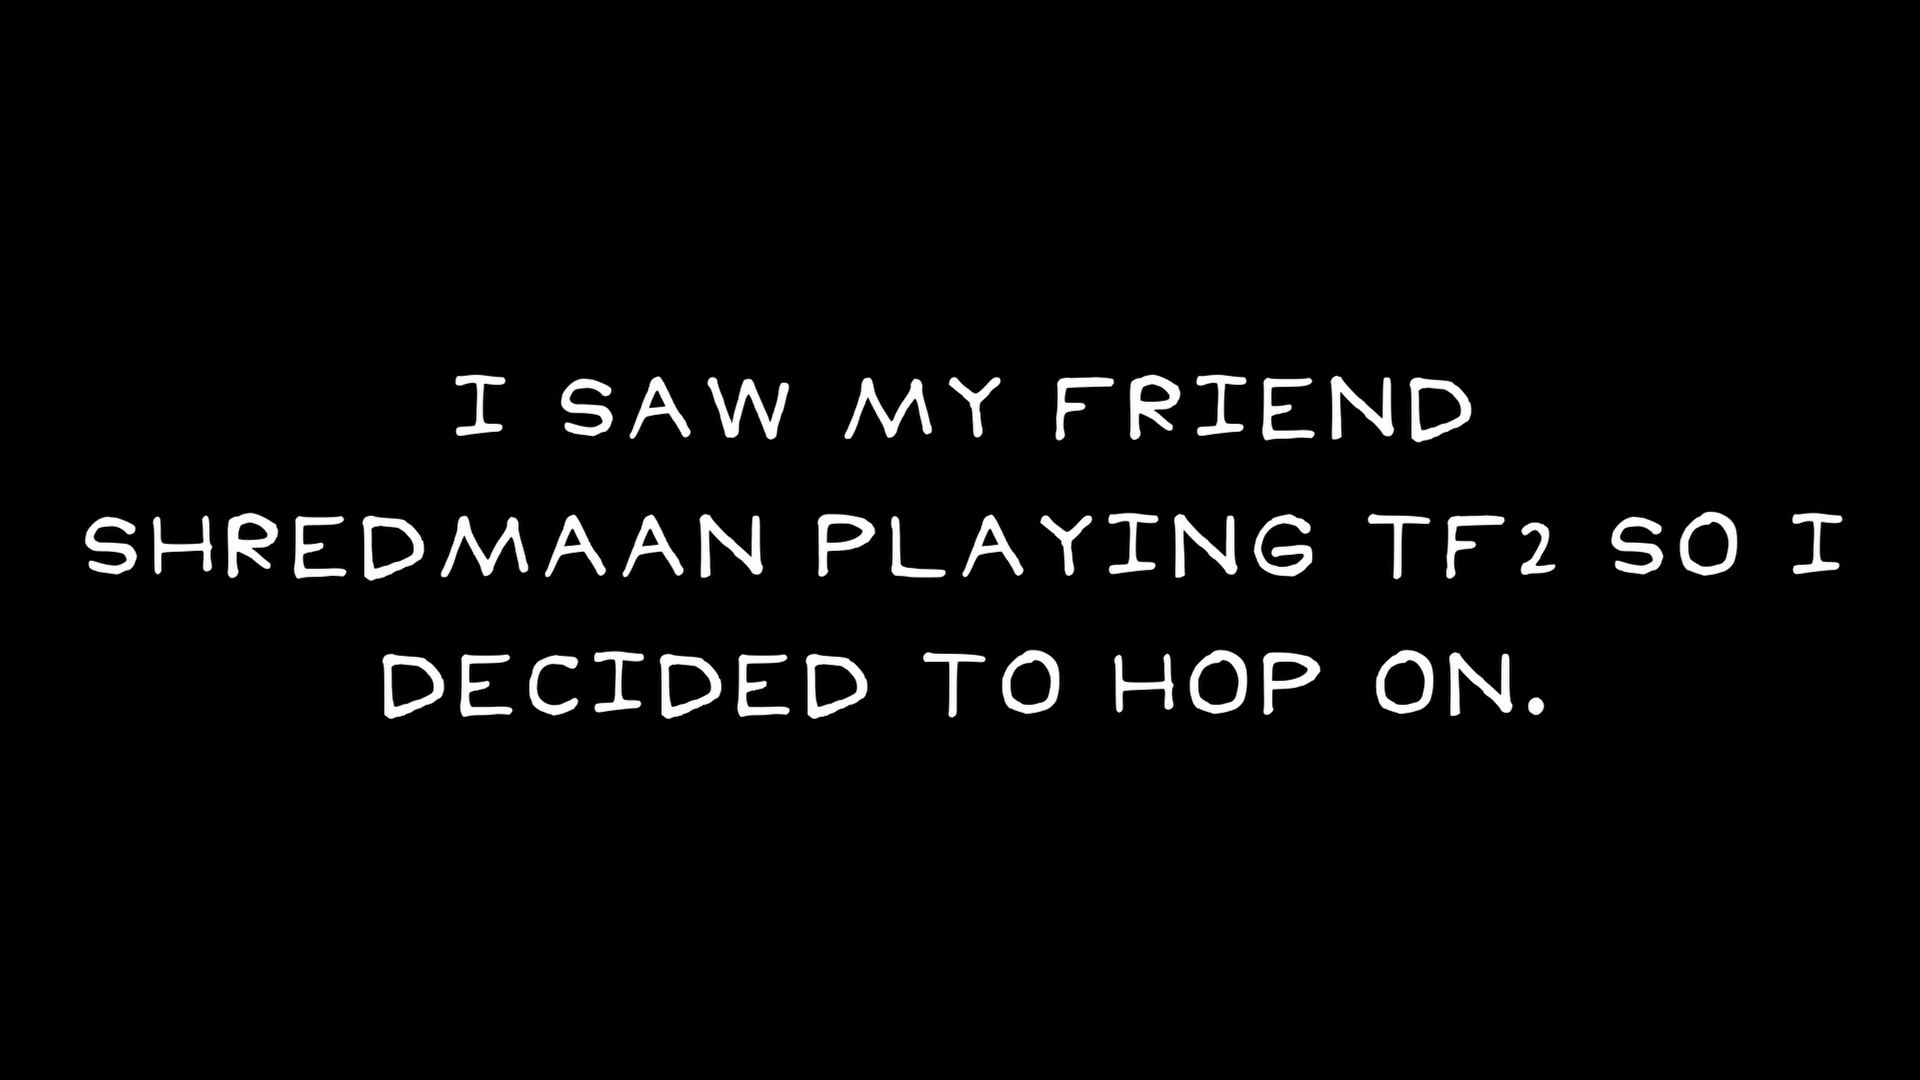 I SAW MY FRIEND
SHREDMAAN PLAYING TF2 SO I
DECIDED TO HOP ON.